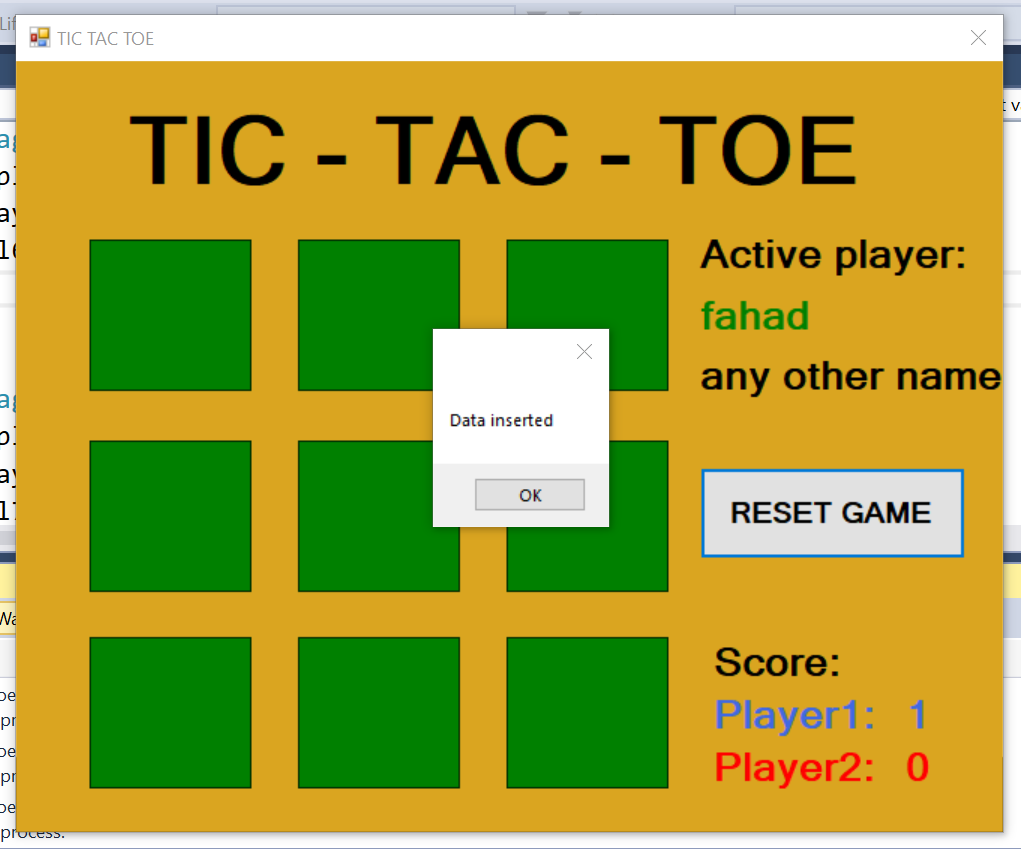 TIC TAC TOE
TIC - TAC - TOE
Active player:
fahad
any other name
Data inserted
OK
RESET GAME
Score:
Player1: 1
Player2: 0
process.